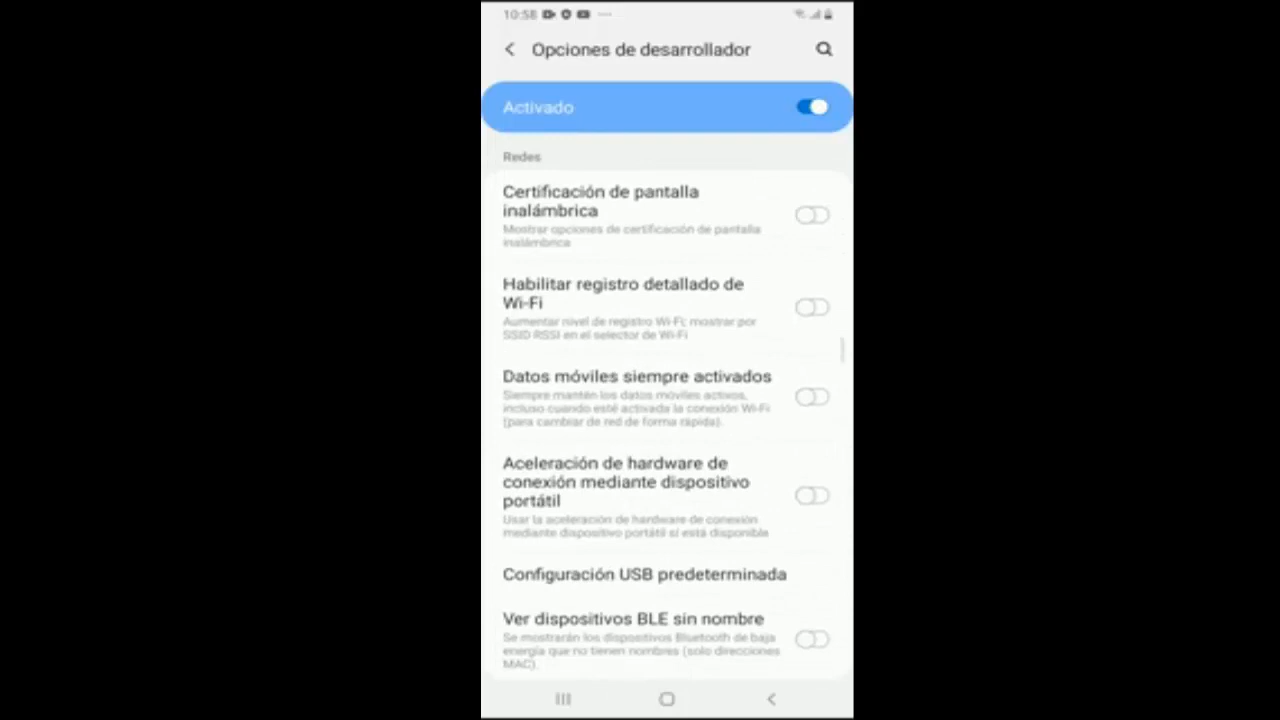 10:58
Opciones de desarrollador
Activado
Redes
Certificación de pantalla
inalámbrica
Mostrar opciones de certificación de pantalla
inalámbrica
Habilitar registro detallado de
Wi-Fi
Aumentar nivel de registro Wi-Fi; mostrar por
SSID RSSI en el selector de Wi-Fi
Datos móviles siempre activados
Siempre mantén los datos móviles activos,
incluso cuando esté activada la conexión Wi-Fi
(para cambiar de red de forma rápida).
Aceleración de hardware de
conexión mediante dispositivo
portátil
Usar la aceleración de hardware de conexión
mediante dispositivo portátil si está disponible
Configuración USB predeterminada
Ver dispositivos BLE sin nombre
Se mostrarán los dispositivos Bluetooth de baja
energía que no tienen nombres (solo direcciones
MAC).